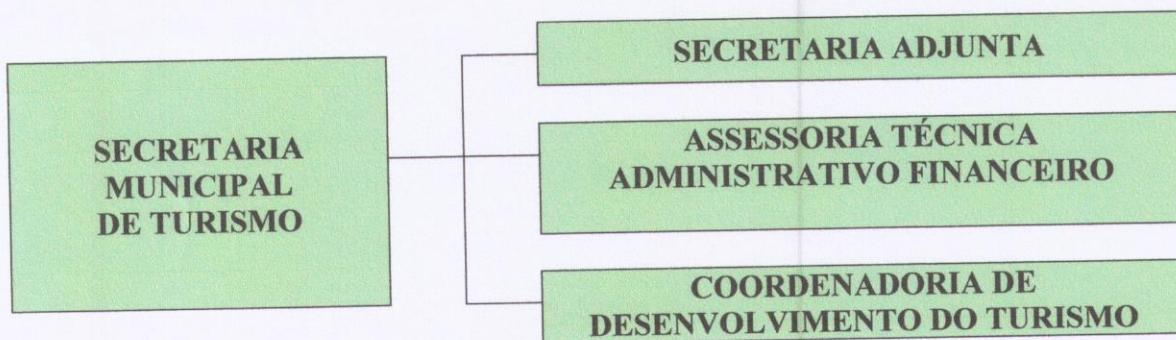 SECRETARIA
MUNICIPAL
DE TURISMO
SECRETARIA ADJUNTA
ASSESSORIA TÉCNICA
ADMINISTRATIVO FINANCEIRO
COORDENADORIA DE
DESENVOLVIMENTO DO TURISMO